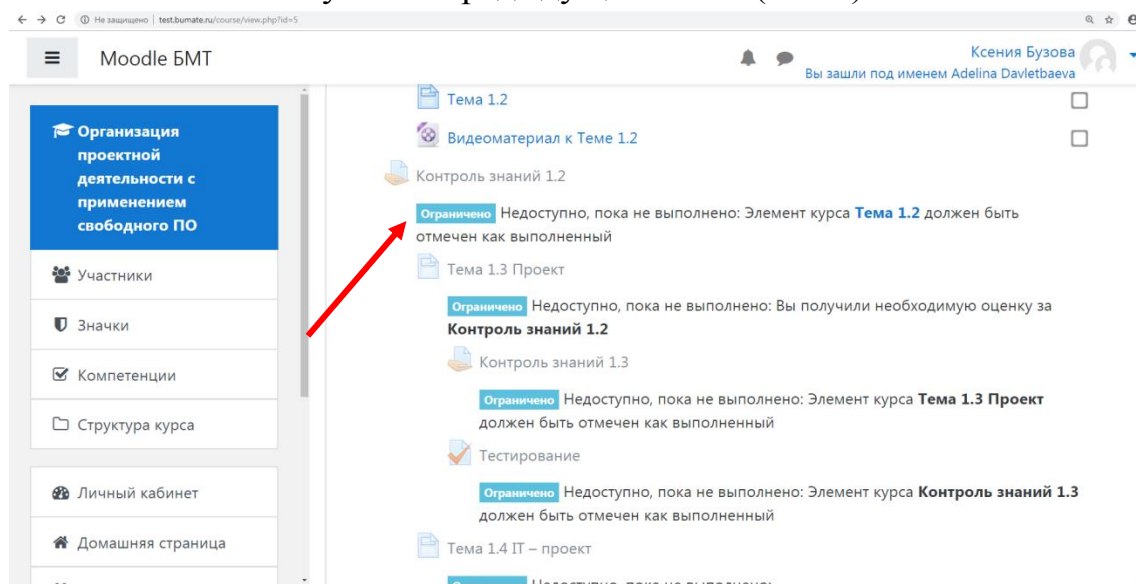 Не защищено | test.bumate.ru/course/view.php?id=5
Moodle БМТ
Ксения Бузова
Вы зашли под именем Adelina Davletbaeva
Организация
проектной
деятельности с
применением
свободного ПО
Участники
Значки
Компетенции
Структура курса
Личный кабинет
Домашняя страница
Тема 1.2
Видеоматериал к Теме 1.2
Контроль знаний 1.2
Ограничено Недоступно, пока не выполнено: Элемент курса Тема 1.2 должен быть
отмечен как выполненный
Тема 1.3 Проект
Ограничено Недоступно, пока не выполнено: Вы получили необходимую оценку за
Контроль знаний 1.2
Контроль знаний 1.3
Ограничено Недоступно, пока не выполнено: Элемент курса Тема 1.3 Проект
должен быть отмечен как выполненный
Тестирование
Ограничено Недоступно, пока не выполнено: Элемент курса Контроль знаний 1.3
должен быть отмечен как выполненный
Тема 1.4 IT – проект
Недоступно, пока не выполнено: